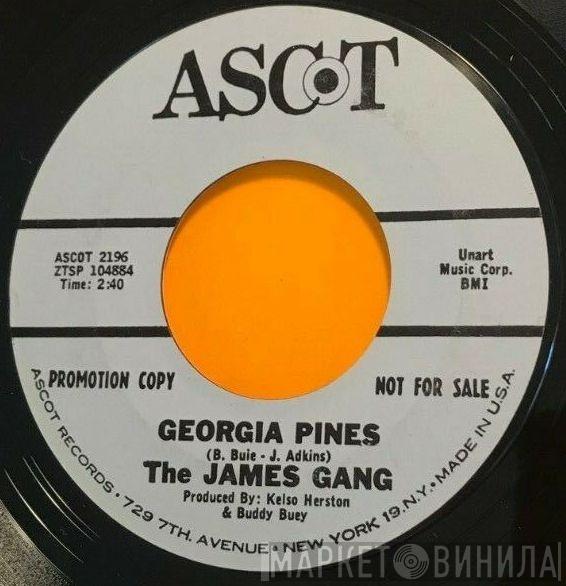 ASCOT
ASCOT 2196
ZTSP 104884
Time: 2:40
Unart
Music Corp.
BMI
PROMOTION COPY
NOT FOR SALE
GEORGIA PINES
(B. Buie - J. Adkins)
The JAMES GANG
Produced By: Kelso Herston
& Buddy Buey
ASCOT RECORDS • 729 7TH. AVENUE • NEW YORK 19, N.Y. • MADE IN U.S.A.
МАРКЕТ ВИНИЛА